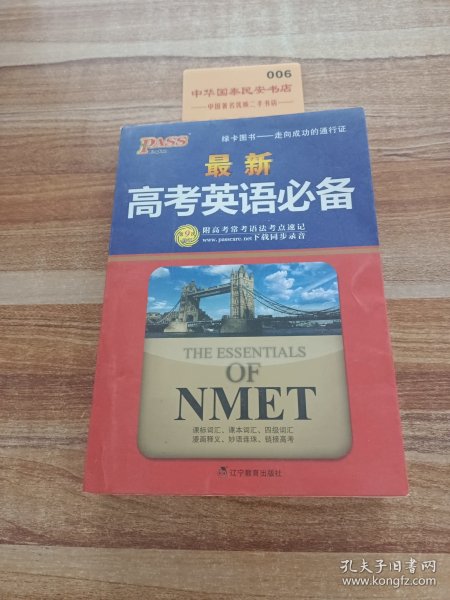 006
中华国泰民安书店
中国著名民族二手书店
PASS
绿卡图书——走向成功的通行证
最新
高考英语必备
附高考常考语法考点速记
www.passcare.net下载同步录音
THE ESSENTIALS
OF
NMET
课标词汇、课本词汇、四级词汇
漫画释义、妙语连珠、链接高考
辽宁教育出版社
孔夫子旧书网
www.kongfz.com